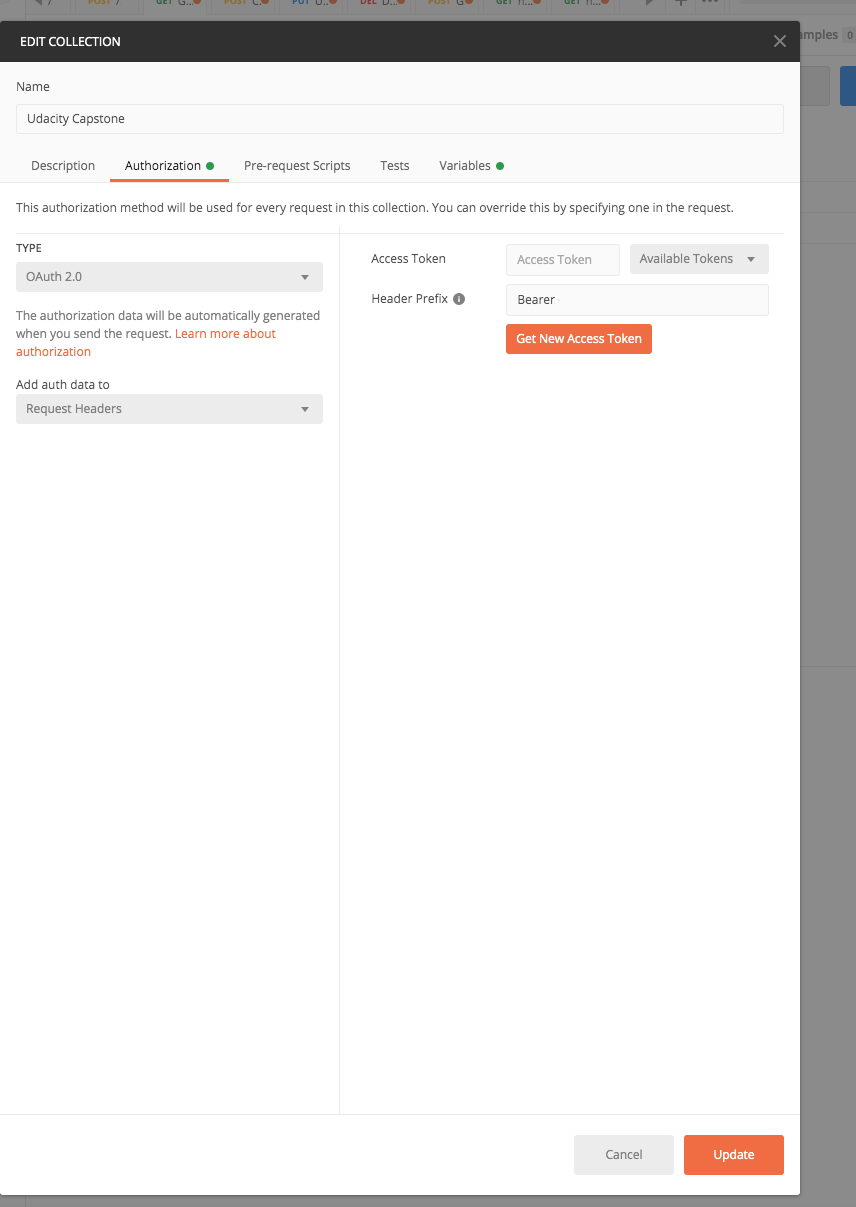 POST /
GET G...
POST C.
PUT U...
DEL D...
POST G
GET
GET
EDIT COLLECTION
Name
Udacity Capstone
Description Authorization Pre-request Scripts Tests Variables
This authorization method will be used for every request in this collection. You can override this by specifying one in the request.
TYPE
OAuth 2.0
The authorization data will be automatically generated
when you send the request. Learn more about
authorization
Add auth data to
Request Headers
Access Token Access Token Available Tokens
Header Prefix Bearer
Get New Access Token
mples 0
Cancel Update